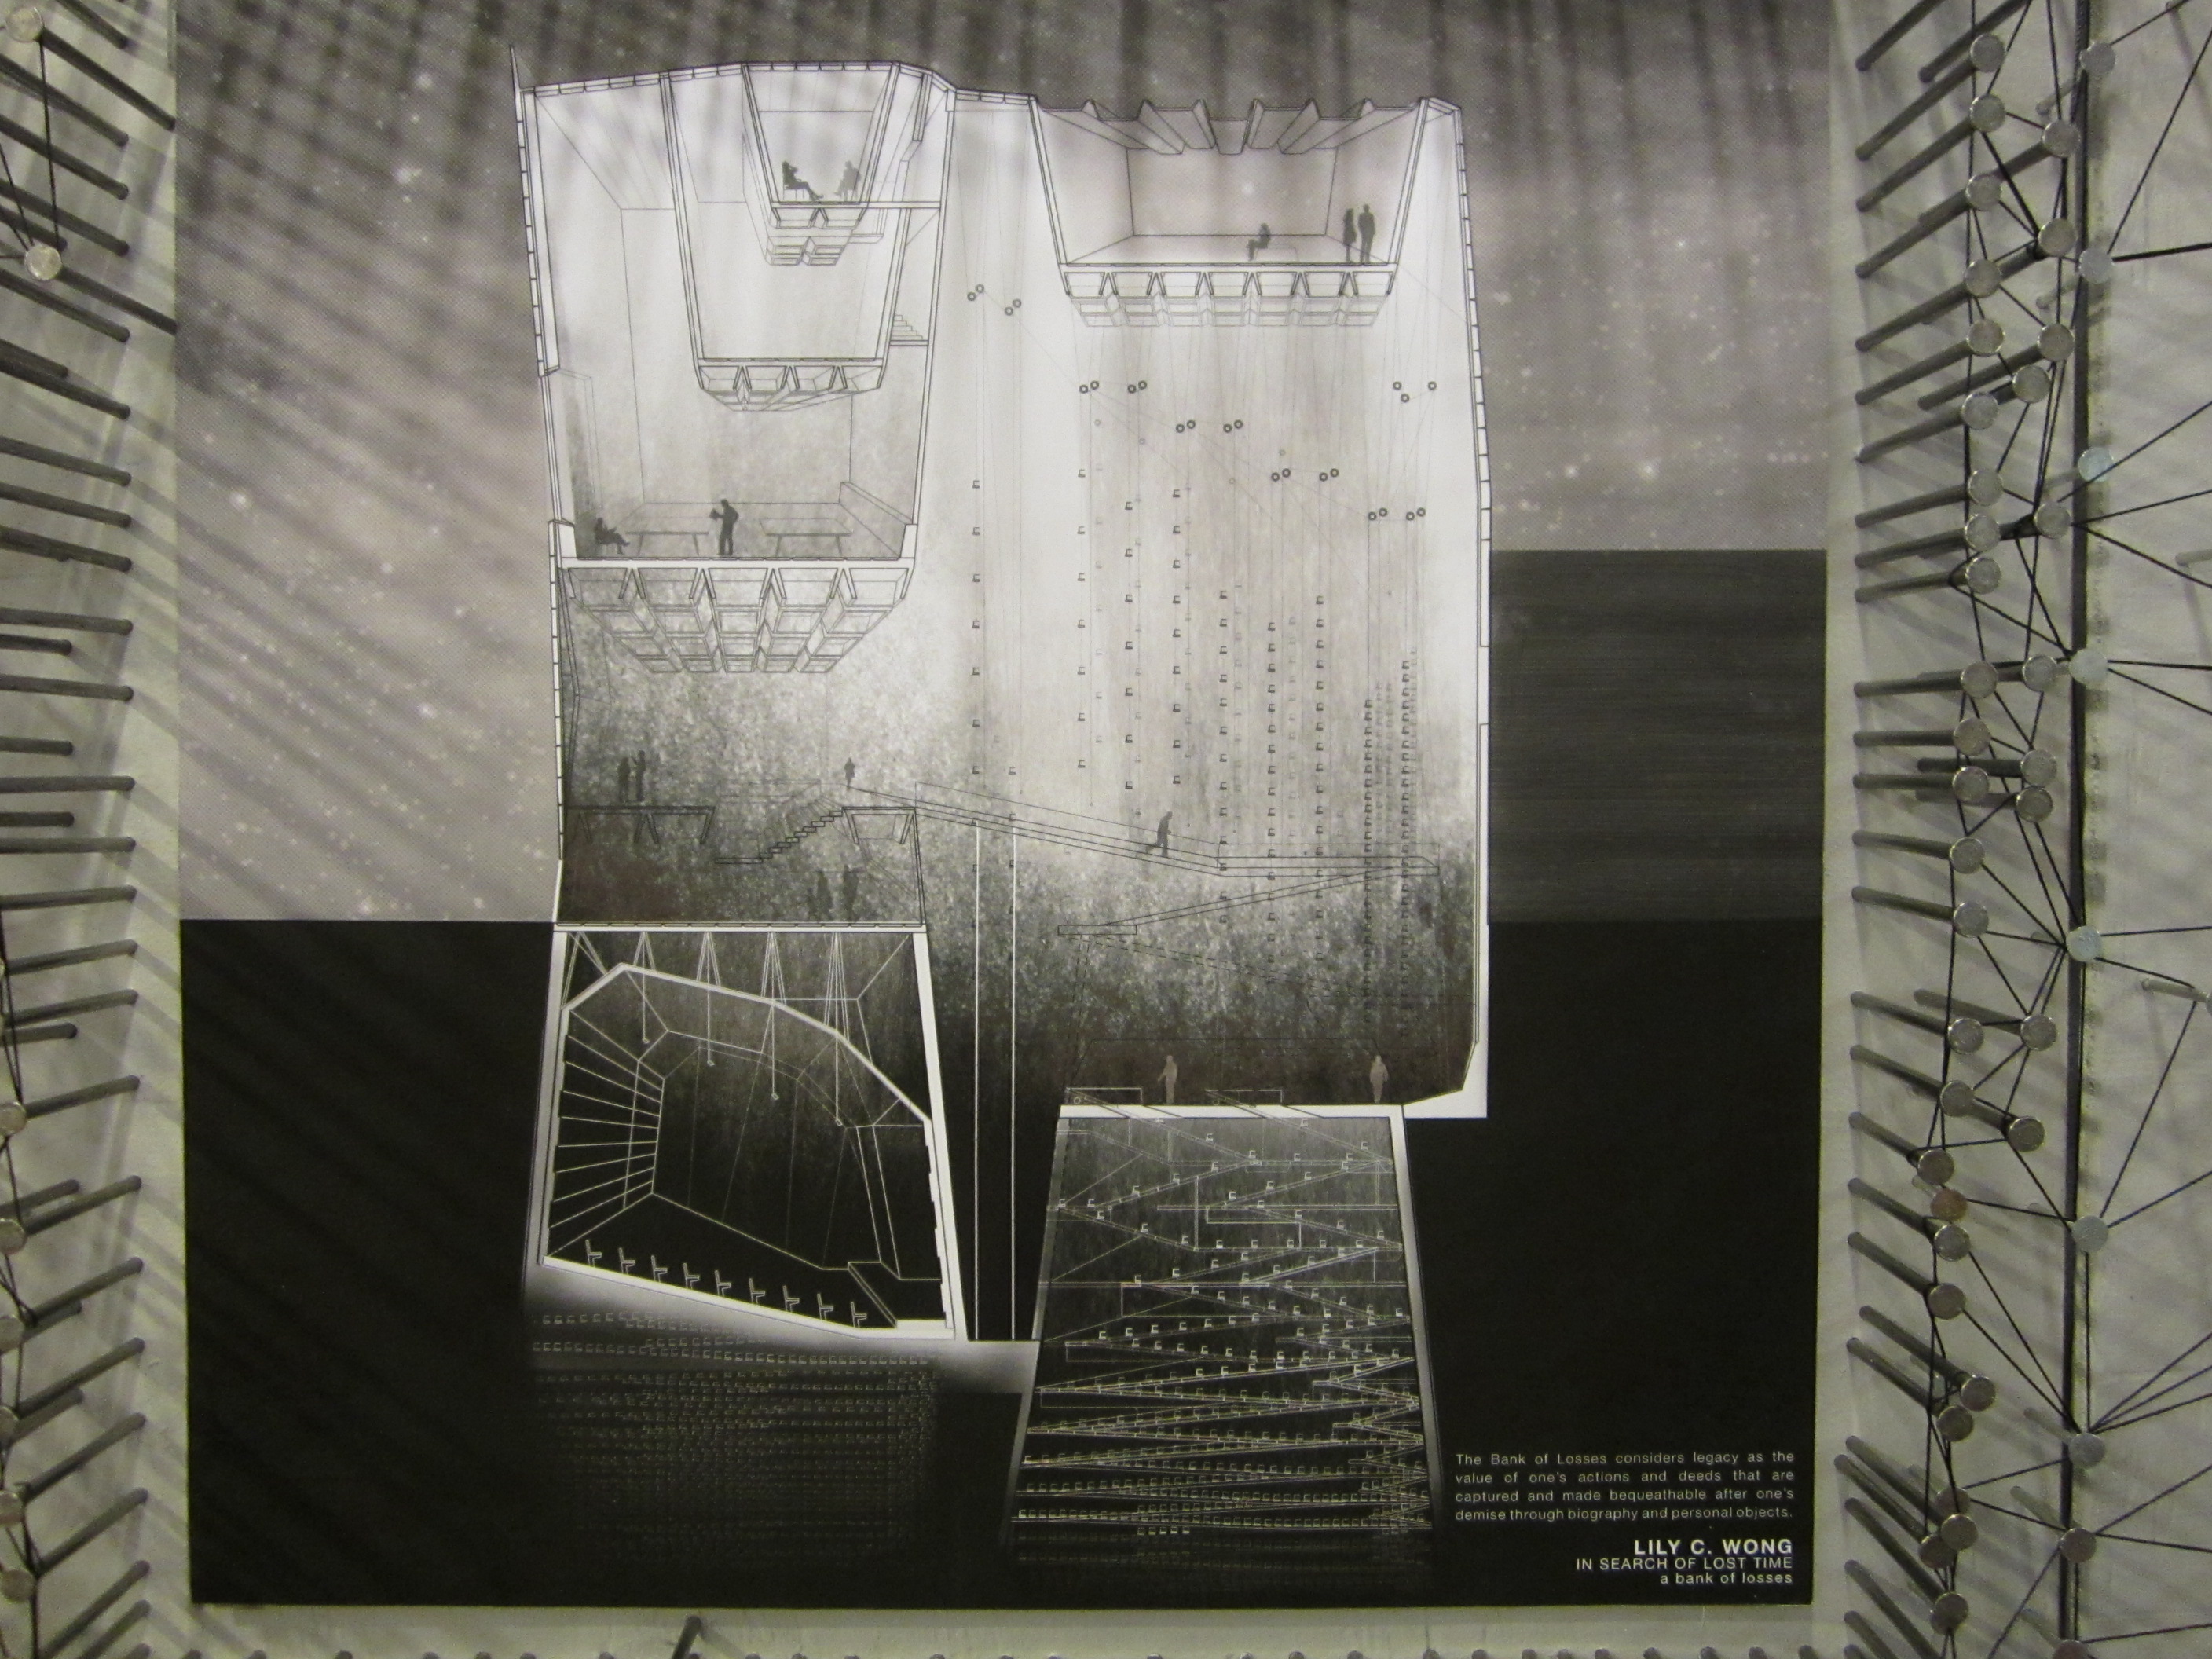 The Bank of Losses considers legacy as the
value of one's actions and deeds that are
captured and made bequeathable after one's
demise through biography and personal objects.
LILY C. WONG
IN SEARCH OF LOST TIME
a bank of losses